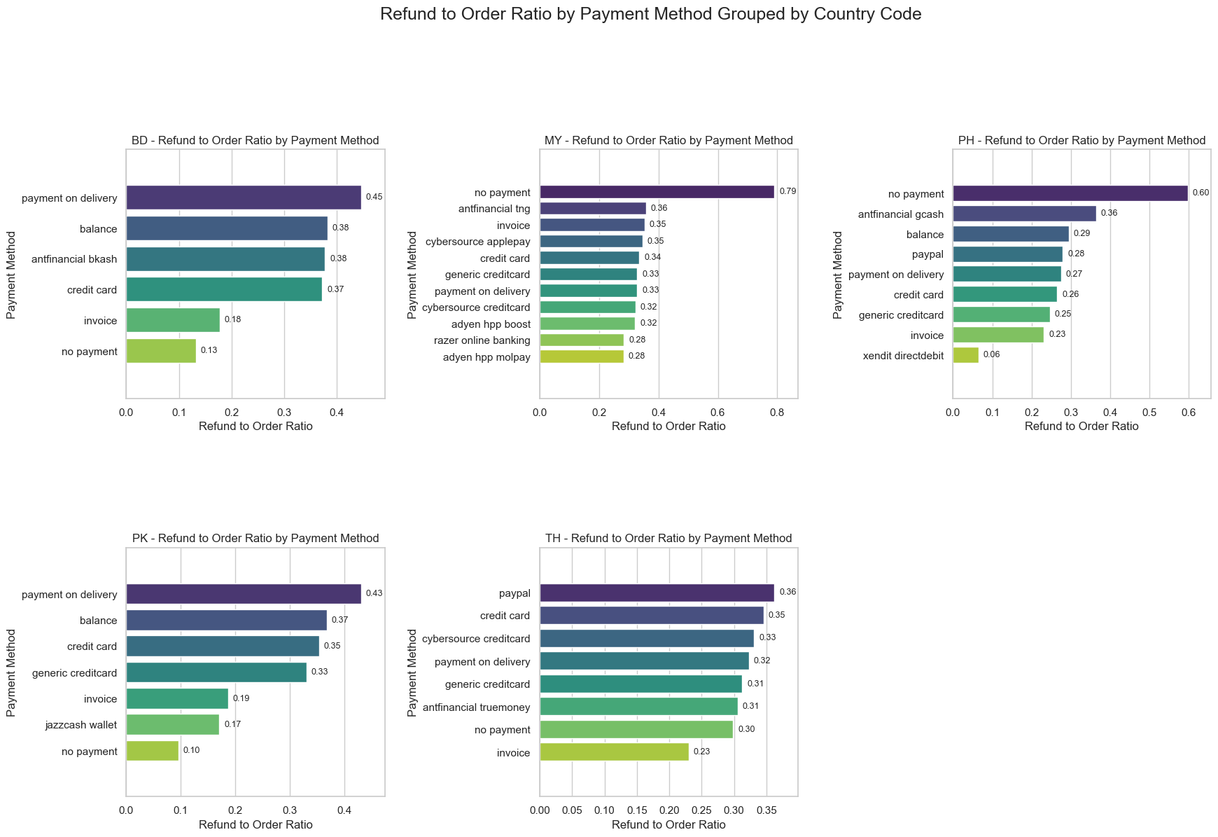 Refund to Order Ratio by Payment Method Grouped by Country Code
BD - Refund to Order Ratio by Payment Method
Payment Method
payment on delivery 0.45
balance 0.38
antfinancial bkash 0.38
credit card 0.37
invoice 0.18
no payment 0.13
0.0 0.1 0.2 0.3 0.4
Refund to Order Ratio
MY - Refund to Order Ratio by Payment Method
Payment Method
no payment 0.79
antfinancial tng 0.36
invoice 0.35
cybersource applepay 0.35
credit card 0.34
generic creditcard 0.33
payment on delivery 0.33
cybersource creditcard 0.32
adyen hpp boost 0.32
razer online banking 0.28
adyen hpp molpay 0.28
0.0 0.2 0.4 0.6 0.8
Refund to Order Ratio
PH - Refund to Order Ratio by Payment Method
Payment Method
no payment 0.60
antfinancial gcash 0.36
balance 0.29
paypal 0.28
payment on delivery 0.27
credit card 0.26
generic creditcard 0.25
invoice 0.23
xendit directdebit 0.06
0.0 0.1 0.2 0.3 0.4 0.5 0.6
Refund to Order Ratio
PK - Refund to Order Ratio by Payment Method
Payment Method
payment on delivery 0.43
balance 0.37
credit card 0.35
generic creditcard 0.33
invoice 0.19
jazzcash wallet 0.17
no payment 0.10
0.0 0.1 0.2 0.3 0.4
Refund to Order Ratio
TH - Refund to Order Ratio by Payment Method
Payment Method
paypal 0.36
credit card 0.35
cybersource creditcard 0.33
payment on delivery 0.32
generic creditcard 0.31
antfinancial truemoney 0.31
no payment 0.30
invoice 0.23
0.00 0.05 0.10 0.15 0.20 0.25 0.30 0.35
Refund to Order Ratio